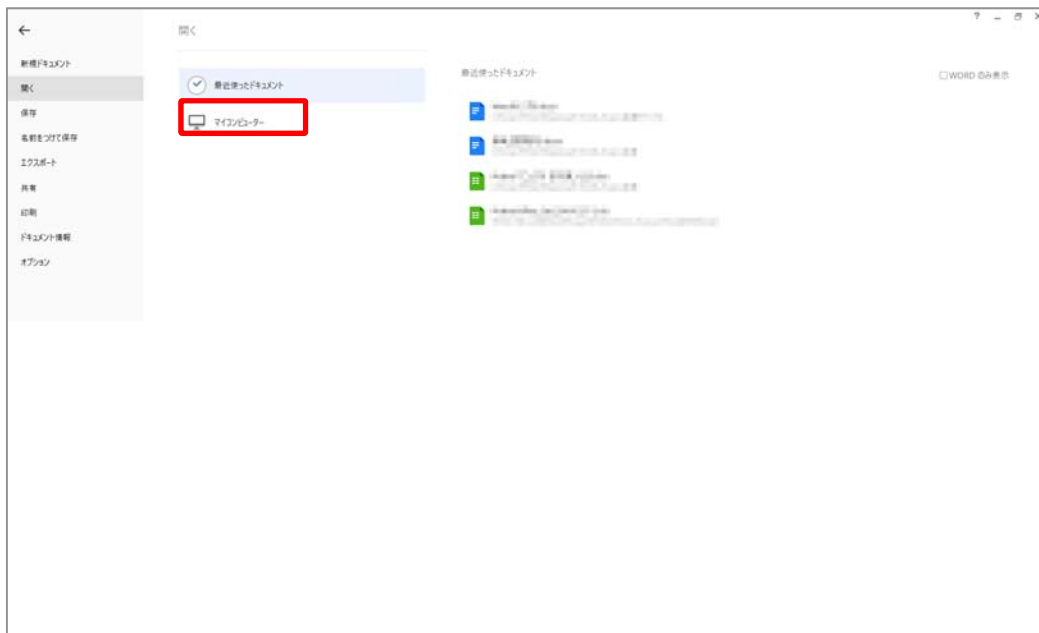 開く
新規ドキュメント
開く
保存
名前をつけて保存
エクスポート
共有
印刷
ドキュメント情報
オプション
最近使ったドキュメント
マイコンピューター
最近使ったドキュメント
WORD のみ表示